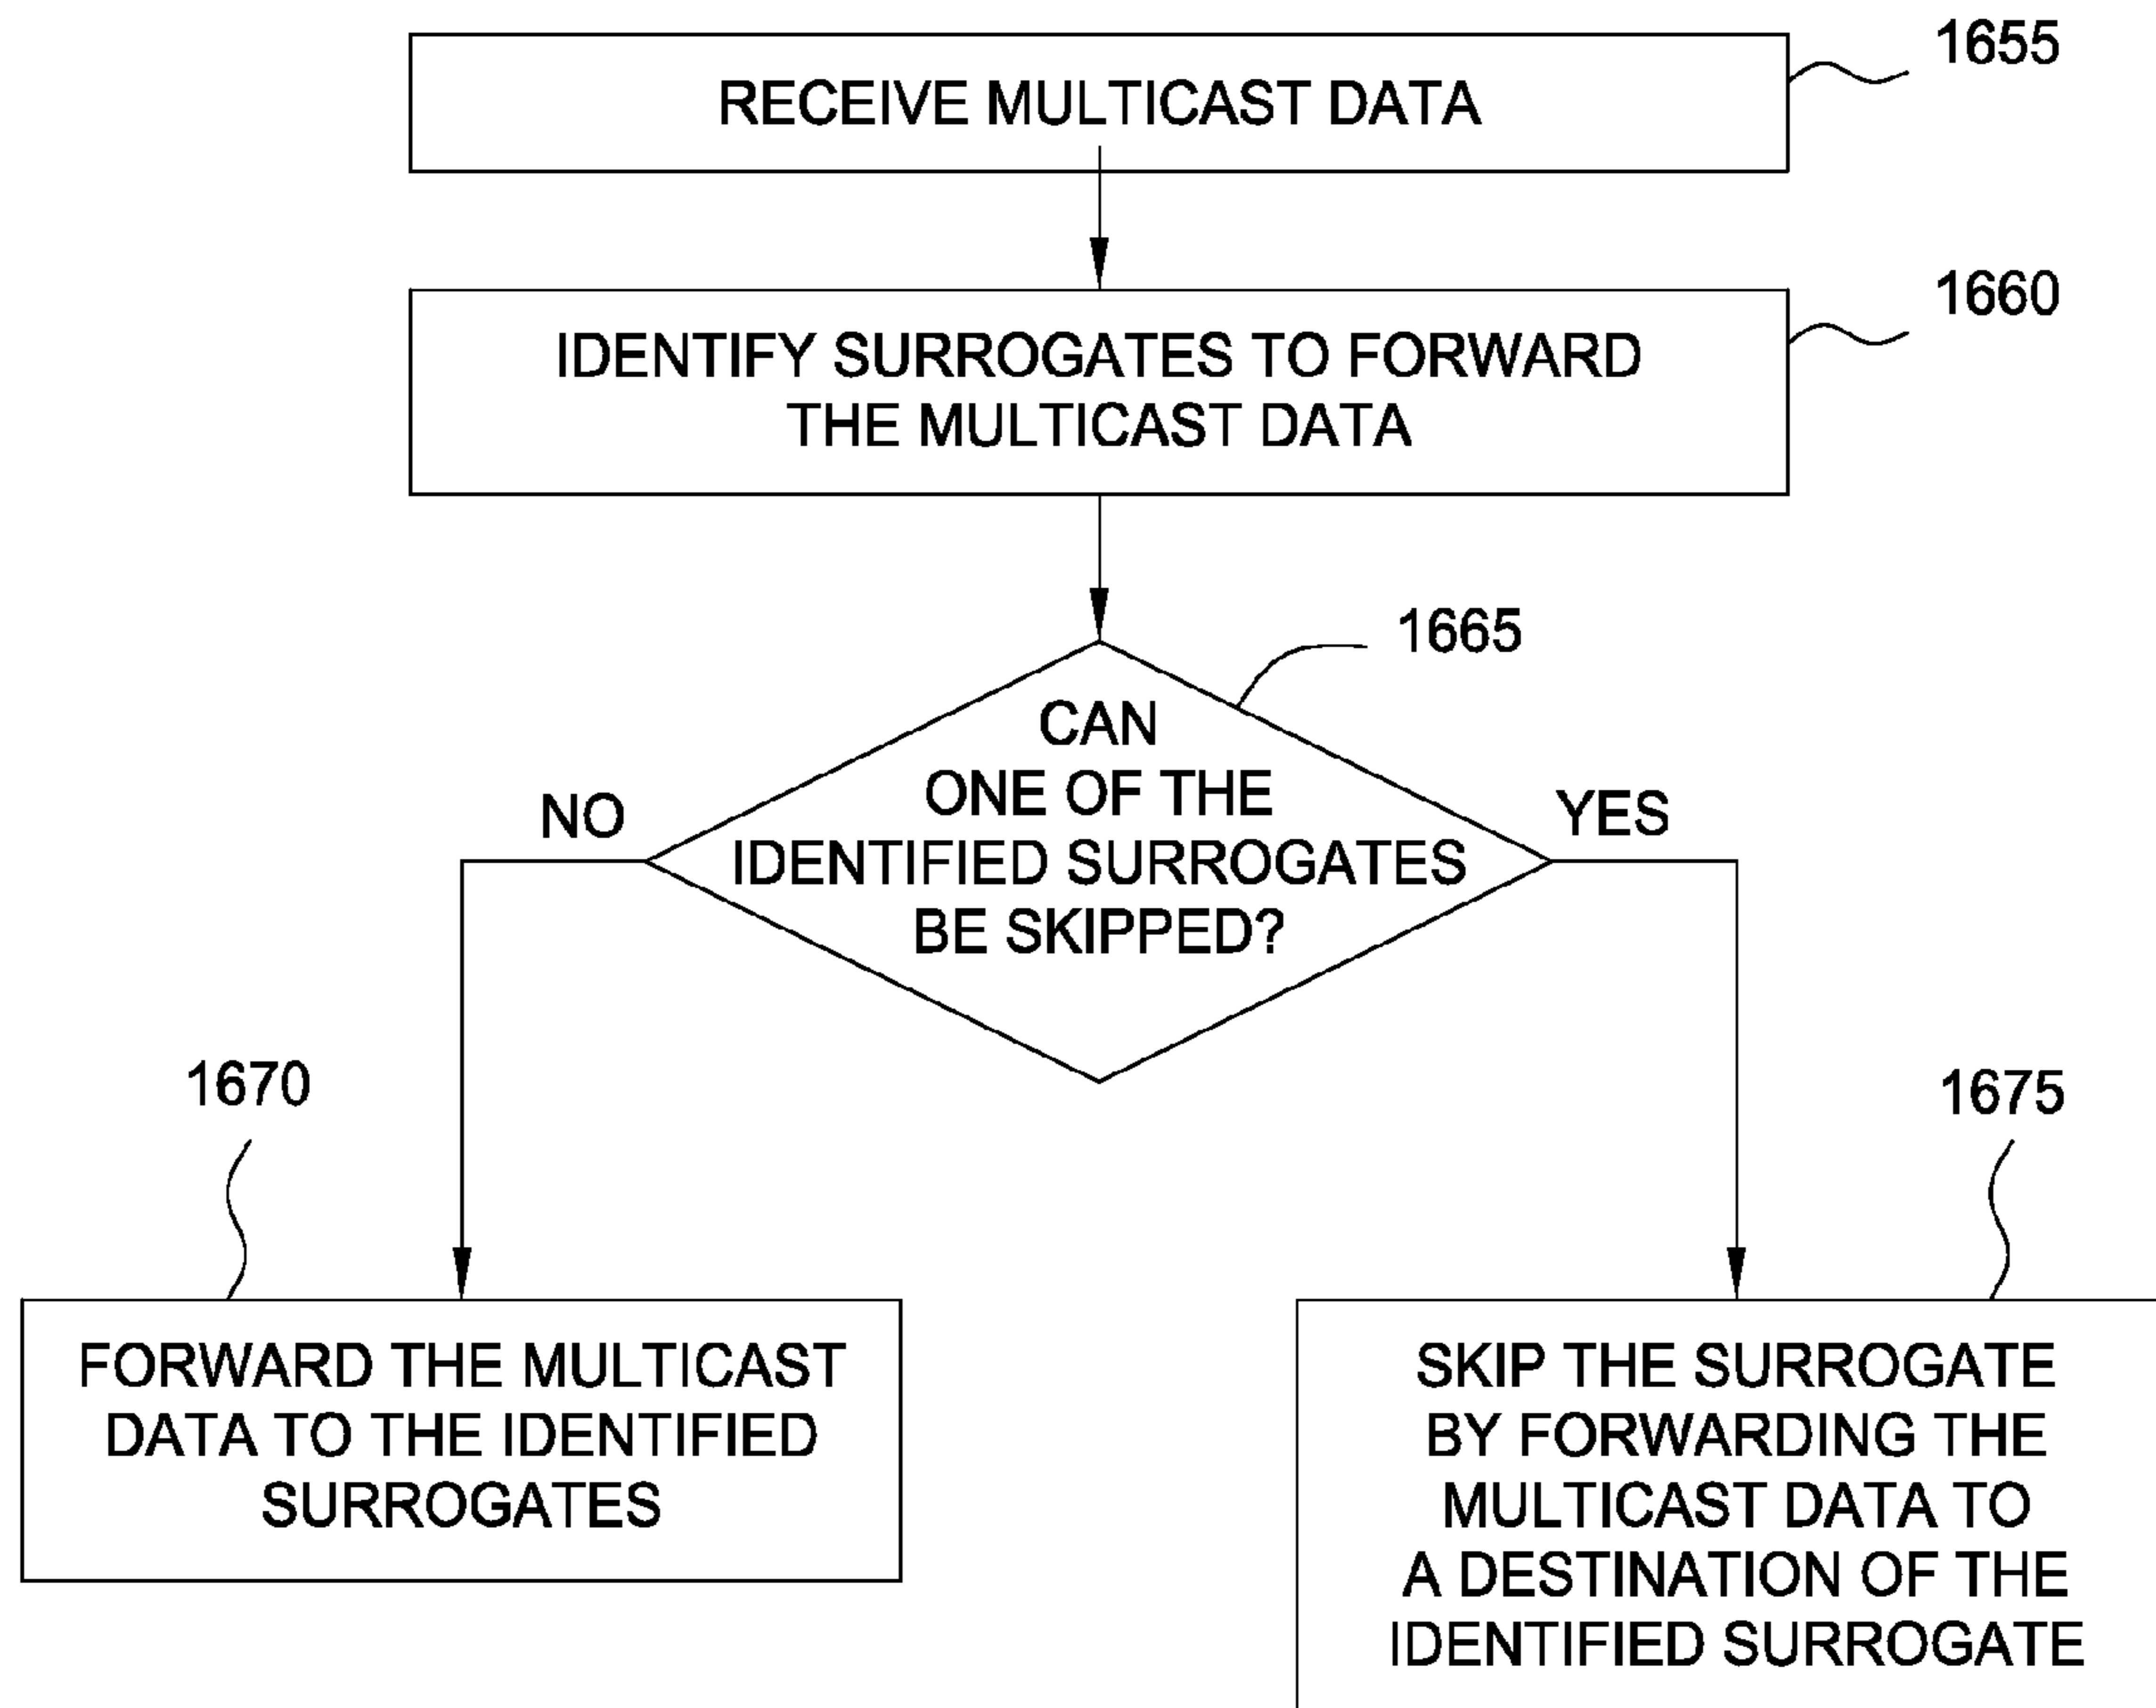 1655
RECEIVE MULTICAST DATA
1660
IDENTIFY SURROGATES TO FORWARD
THE MULTICAST DATA
1665
CAN
ONE OF THE
IDENTIFIED SURROGATES
BE SKIPPED?
NO
YES
1670
FORWARD THE MULTICAST
DATA TO THE IDENTIFIED
SURROGATES
1675
SKIP THE SURROGATE
BY FORWARDING THE
MULTICAST DATA TO
A DESTINATION OF THE
IDENTIFIED SURROGATE